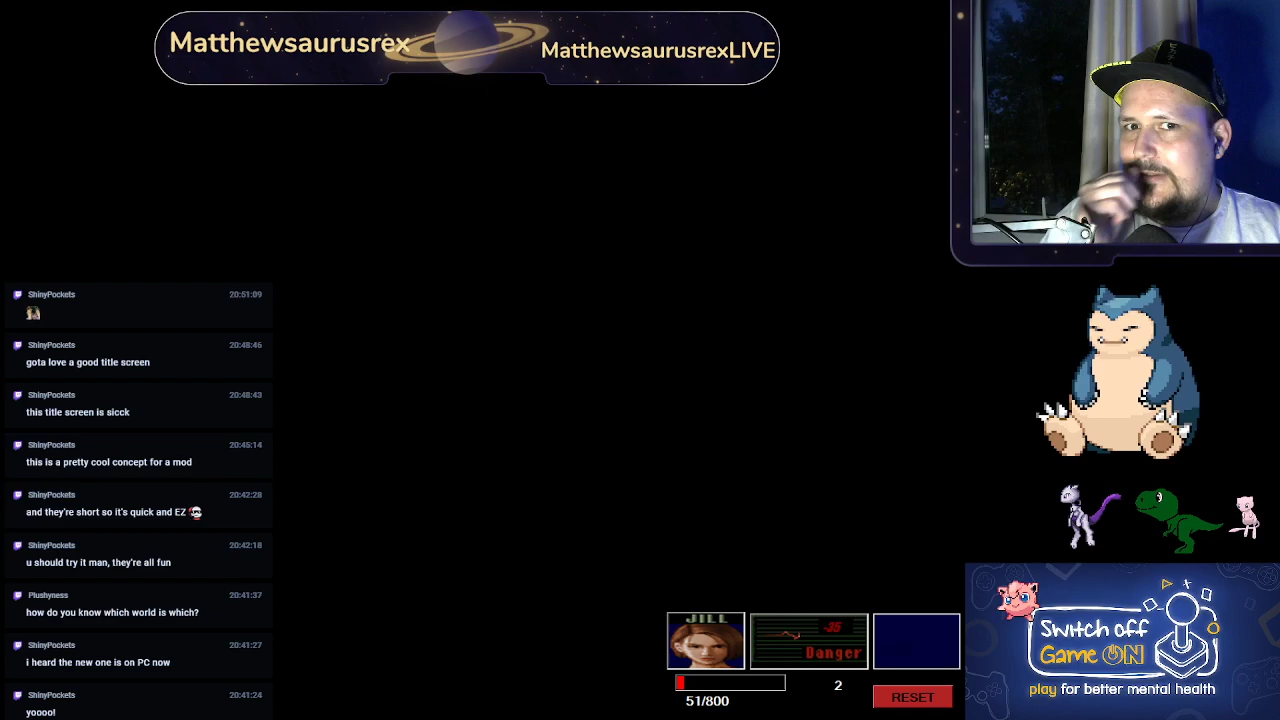 Matthewsaurusrex
MatthewsaurusrexLIVE
ShinyPockets 20:51:09
ShinyPockets 20:48:46
gota love a good title screen
ShinyPockets 20:48:43
this title screen is sicck
ShinyPockets 20:45:14
this is a pretty cool concept for a mod
ShinyPockets 20:42:28
and they're short so it's quick and EZ
ShinyPockets 20:42:18
u should try it man, they're all fun
Plushyness 20:41:37
how do you know which world is which?
ShinyPockets 20:41:27
i heard the new one is on PC now
ShinyPockets 20:41:24
yoooo!
JILL
-35
Danger
51/800
2
RESET
Switch off
Game ON
play for better mental health